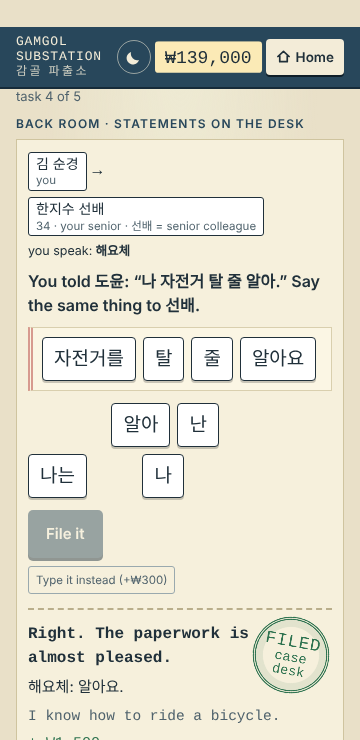 GAMGOL
SUBSTATION
감골 파출소
₩139,000
Home
task 4 of 5
BACK ROOM · STATEMENTS ON THE DESK
김 순경
you
→
한지수 선배
34 · your senior · 선배 = senior colleague
you speak: 해요체
You told 도윤: “나 자전거 탈 줄 알아.” Say
the same thing to 선배.
자전거를 탈 줄 알아요
알아 난
나는 나
File it
Type it instead (+₩300)
Right. The paperwork is
almost pleased.
FILED
case
desk
해요체: 알아요.
I know how to ride a bicycle.